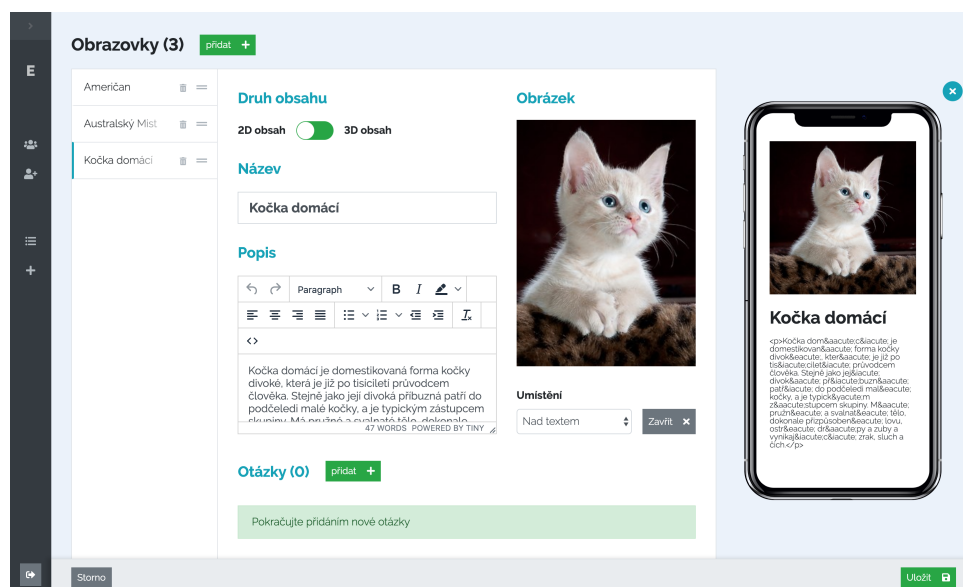 Obrazovky (3)
přidat +
E
Američan
Australský Mist
Kočka domácí
Druh obsahu
2D obsah
3D obsah
Název
Kočka domácí
Popis
Paragraph
B I
Kočka domácí je domestikovaná forma kočky
divoké, která je již po tisíciletí průvodcem
člověka. Stejně jako její divoká příbuzná patří do
podčeledi malé kočky, a je typickým zástupcem
skupiny. Má pružné a svalnaté tělo, dokonale
47 WORDS POWERED BY TINY
Otázky (0)
přidat +
Pokračujte přidáním nové otázky
Obrázek
Umístění
Nad textem
Zavřít ×
Kočka domácí
<p>Kočka dom&aacute;c&iacute; je
domestikovan&aacute; forma kočky
divok&eacute;, kter&aacute; je již po
tis&iacute;cilet&iacute; průvodcem
člověka. Stejně jako jej&iacute;
divok&aacute; př&iacute;buzn&aacute;
patř&iacute; do podčeledi mal&eacute;
kočky, a je typick&yacute;m
z&aacute;stupcem skupiny. M&aacute;
pružn&eacute; a svalnat&eacute; tělo,
dokonale přizpůsoben&eacute; lovu,
ostr&eacute; dr&aacute;py a zuby a
vynikaj&iacute;c&iacute; zrak, sluch a
čich.</p>
Storno
Uložit